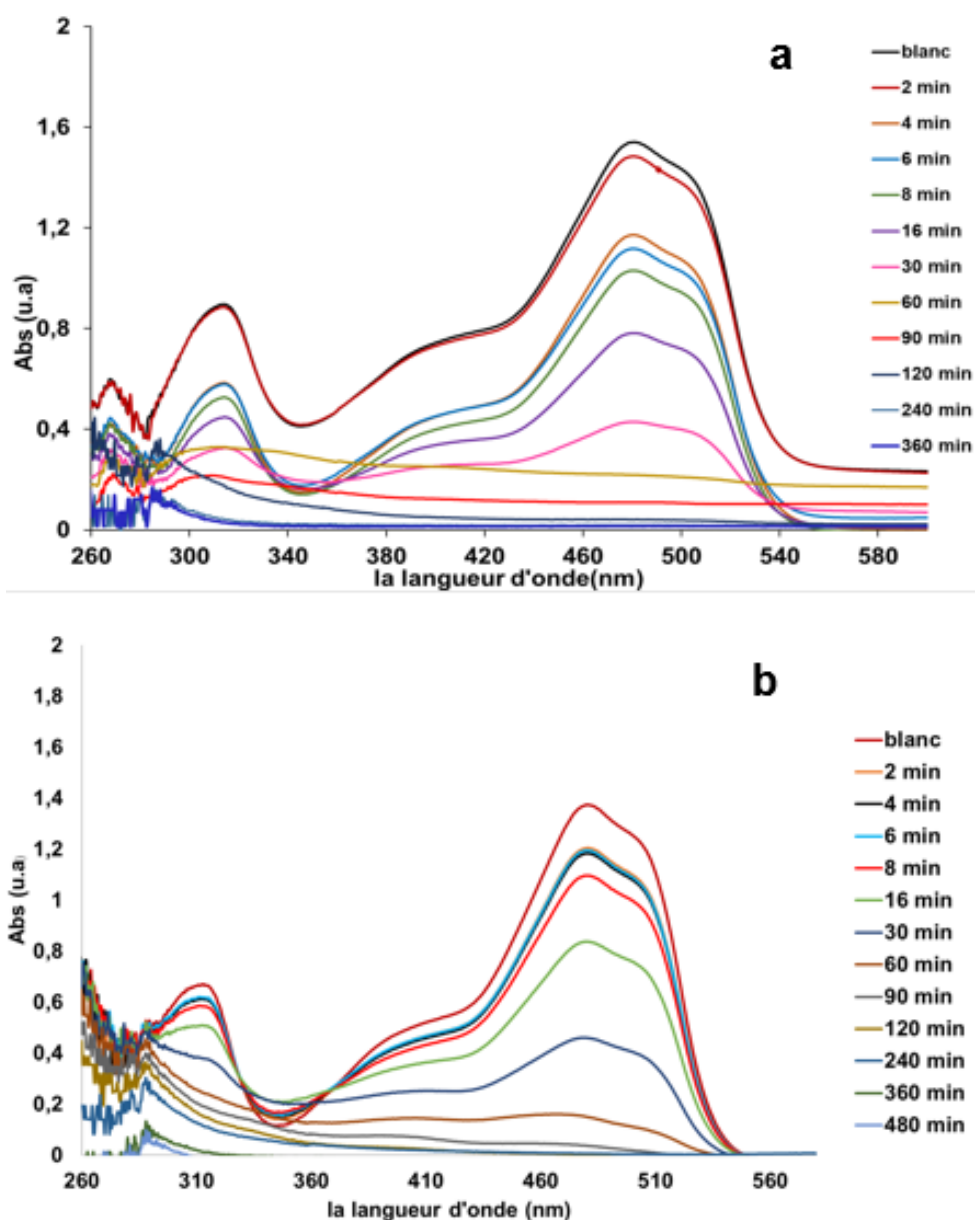 a
2
1,6
1,2
0,8
0,4
0
Abs (u.a)
260 300 340 380 420 460 500 540 580
la langueur d'onde(nm)
blanc
2 min
4 min
6 min
8 min
16 min
30 min
60 min
90 min
120 min
240 min
360 min
b
2
1,8
1,6
1,4
1,2
1
0,8
0,6
0,4
0,2
0
Abs (u.a)
260 310 360 410 460 510 560
la langueur d'onde (nm)
blanc
2 min
4 min
6 min
8 min
16 min
30 min
60 min
90 min
120 min
240 min
360 min
480 min